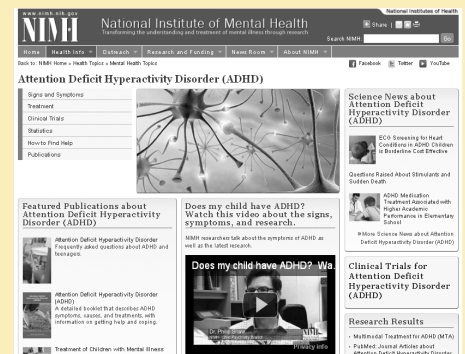 www.nimh.nih.gov
National Institutes of Health
NIMH
National Institute of Mental Health
Transforming the understanding and treatment of mental illness through research
Share
Search NIMH:
Go
Home
Health Info
Outreach
Research and Funding
News Room
About NIMH
Back to: NIMH Home » Health Topics » Mental Health Topics
Facebook
Twitter
YouTube
Attention Deficit Hyperactivity Disorder (ADHD)
Signs and Symptoms
Treatment
Clinical Trials
Statistics
How to Find Help
Publications
Featured Publications about
Attention Deficit Hyperactivity
Disorder (ADHD)
Attention Deficit Hyperactivity Disorder
Frequently asked questions about ADHD and
teenagers.
Attention Deficit Hyperactivity Disorder
(ADHD)
A detailed booklet that describes ADHD
symptoms, causes, and treatments, with
information on getting help and coping.
Treatment of Children with Mental Illness
Does my child have ADHD?
Watch this video about the signs,
symptoms, and research.
NIMH researchers talk about the symptoms of ADHD as
well as the latest research.
Does my child have ADHD? Wa...
Dr. Philip Shaw
NIMH
Privacy info
Science News about
Attention Deficit
Hyperactivity Disorder
(ADHD)
ECG Screening for Heart
Conditions in ADHD Children
is Borderline Cost Effective
Questions Raised About Stimulants and
Sudden Death
ADHD Medication
Treatment Associated with
Higher Academic
Performance in Elementary
School
More Science News about Attention
Deficit Hyperactivity Disorder (ADHD)
Clinical Trials for
Attention Deficit
Hyperactivity Disorder
(ADHD)
Research Results
Multimodal Treatment for ADHD (MTA)
PubMed: Journal Articles about
Attention Deficit Hyperactivity Disorder